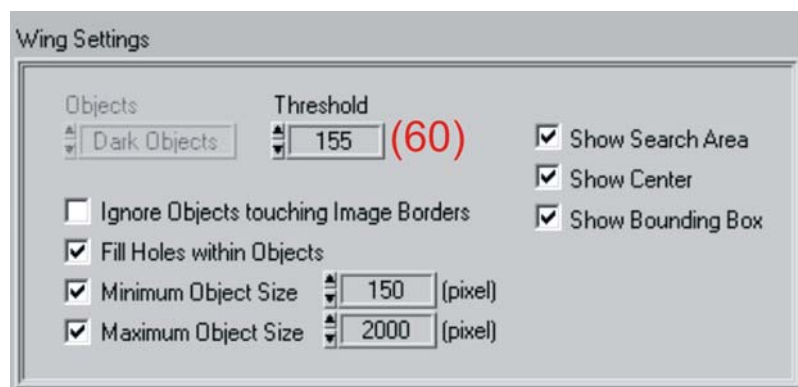 Wing Settings
Objects
Threshold
Dark Objects
155
(60)
Show Search Area
Show Center
Show Bounding Box
Ignore Objects touching Image Borders
Fill Holes within Objects
Minimum Object Size 150 (pixel)
Maximum Object Size 2000 (pixel)